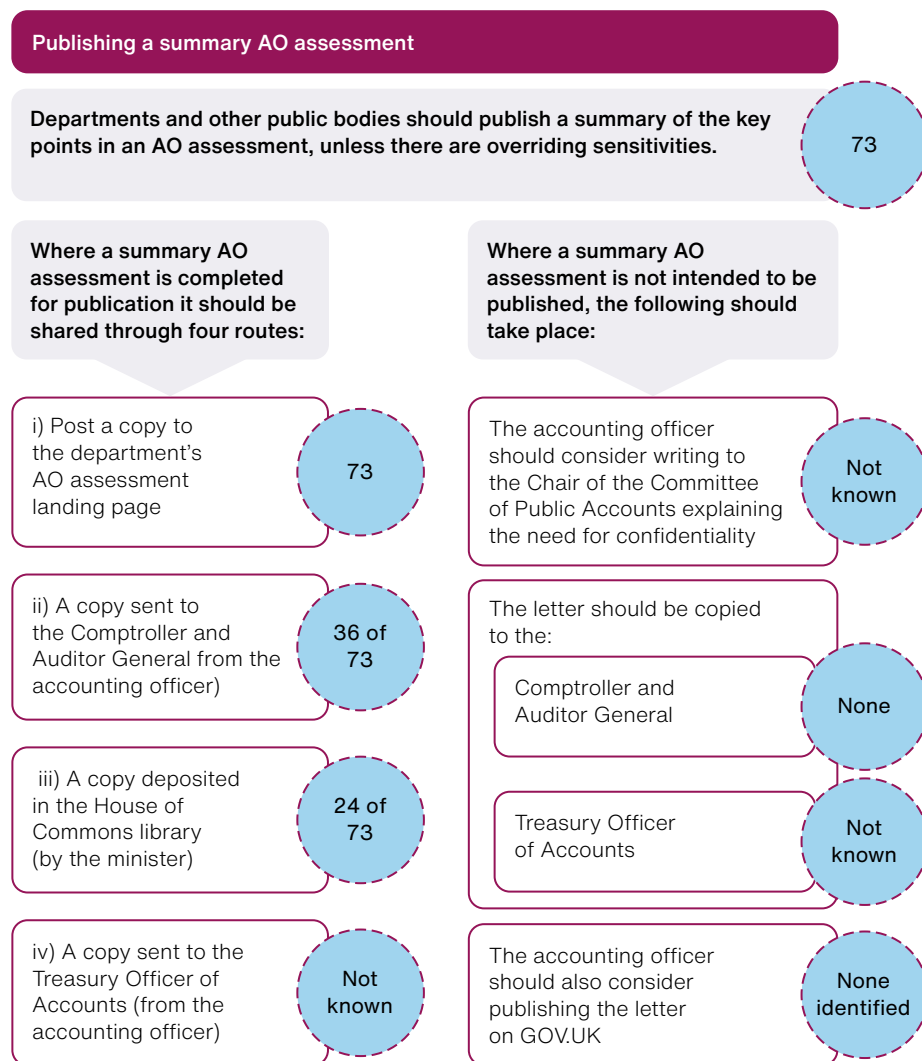 Publishing a summary AO assessment
Departments and other public bodies should publish a summary of the key
points in an AO assessment, unless there are overriding sensitivities.
73
Where a summary AO
assessment is completed
for publication it should be
shared through four routes:
i) Post a copy to
the department's
AO assessment
landing page
73
ii) A copy sent to
the Comptroller and
Auditor General from the
accounting officer)
36 of
73
iii) A copy deposited
in the House of
Commons library
(by the minister)
24 of
73
iv) A copy sent to the
Treasury Officer of
Accounts (from the
accounting officer)
Not
known
Where a summary AO
assessment is not intended to be
published, the following should
take place:
The accounting officer
should consider writing to
the Chair of the Committee
of Public Accounts explaining
the need for confidentiality
Not
known
The letter should be copied
to the:
Comptroller and
Auditor General
None
Treasury Officer
of Accounts
Not
known
The accounting officer
should also consider
publishing the letter
on GOV.UK
None
identified